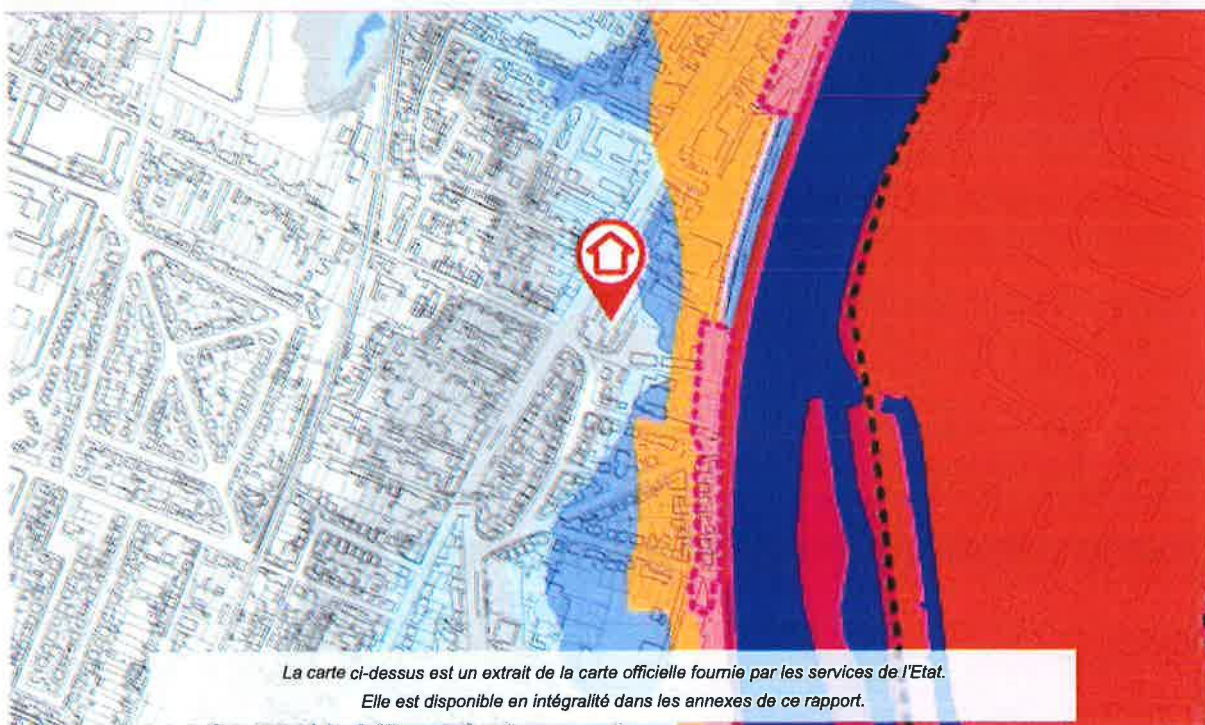 La carte ci-dessus est un extrait de la carte officielle fournie par les services de l'Etat.
Elle est disponible en intégralité dans les annexes de ce rapport.